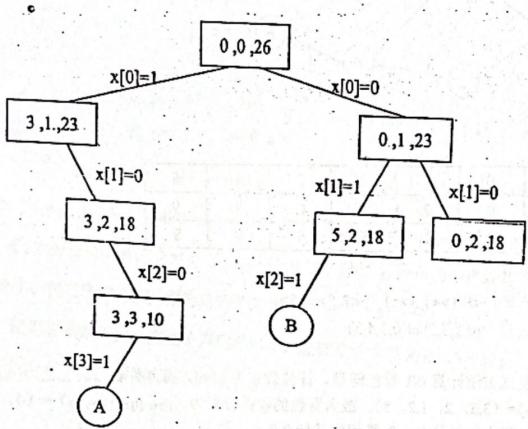 0,0,26
x[0]=1
x[0]=0
3,1,23
0,1,23
x[1]=0
x[1]=1
x[1]=0
3,2,18
5,2,18
0,2,18
x[2]=0
x[2]=1
3,3,10
B
x[3]=1
A